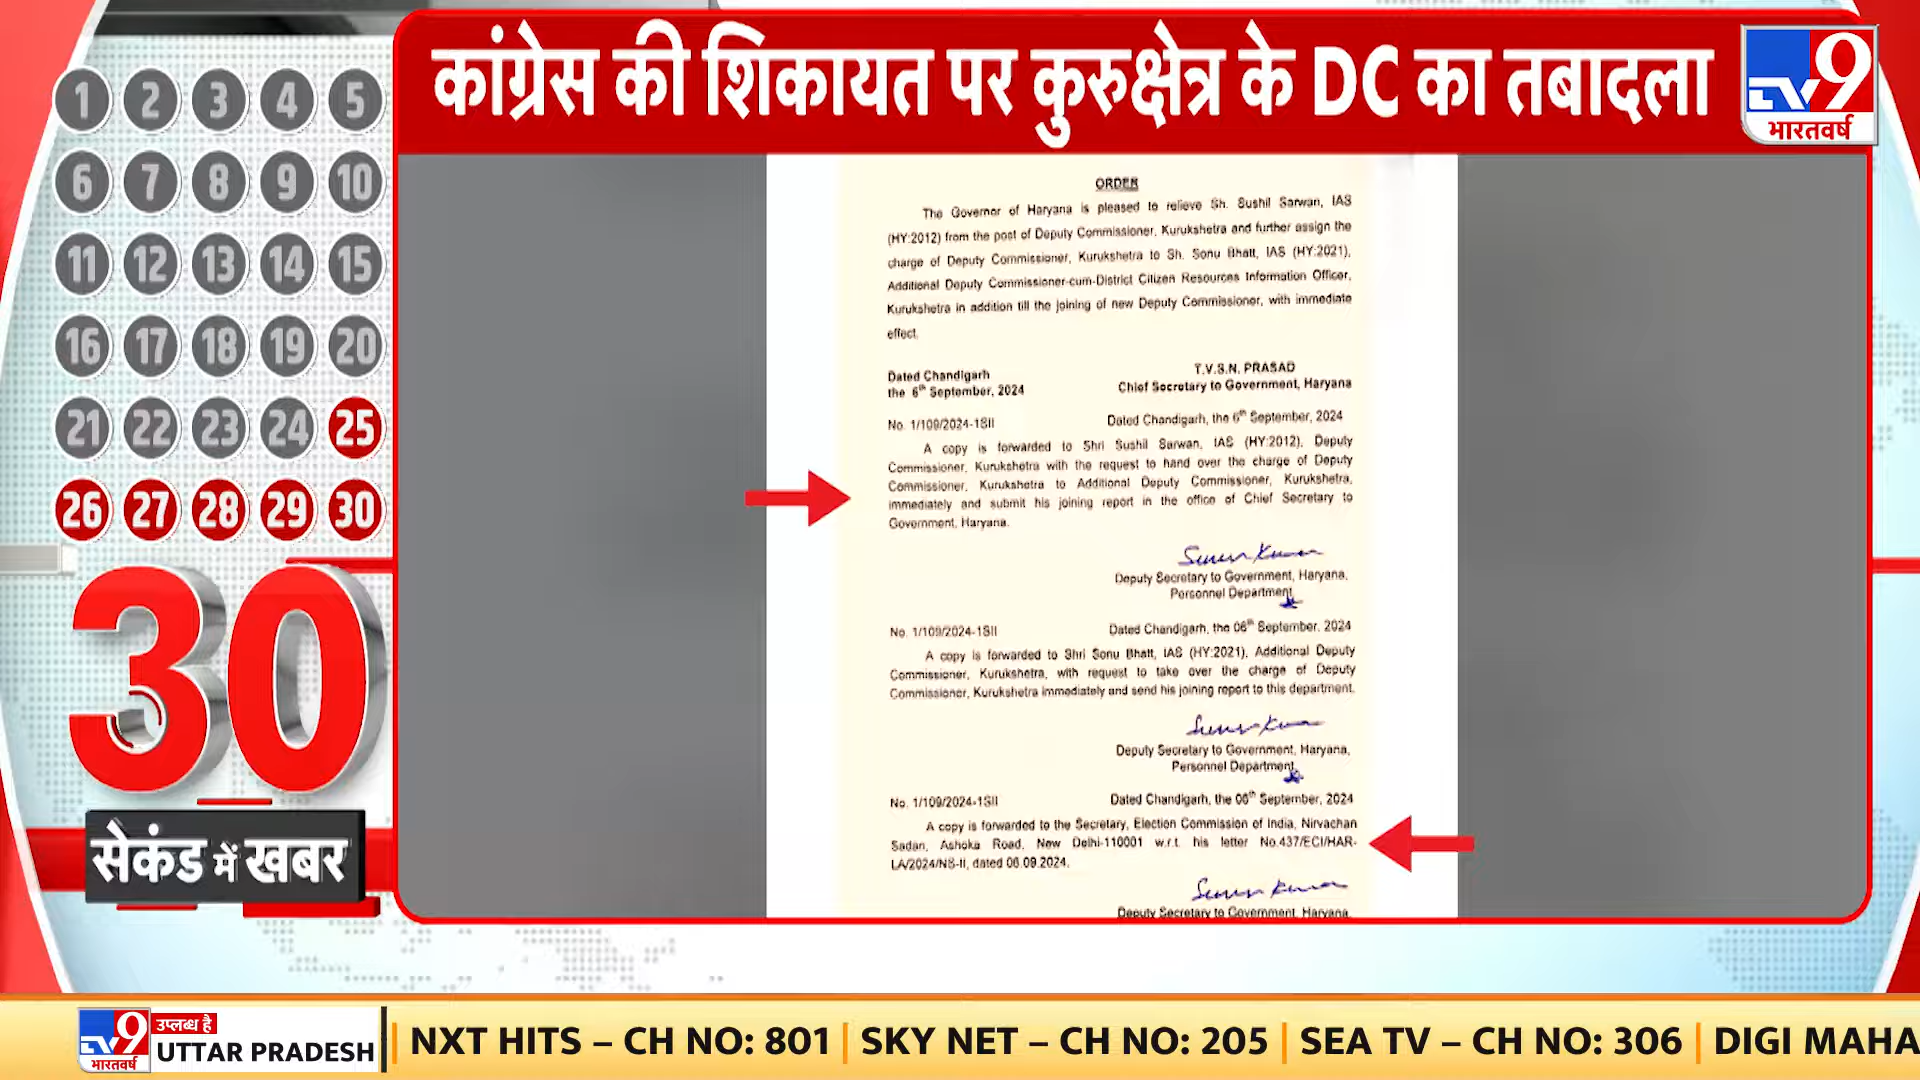 कांग्रेस की शिकायत पर कुरुक्षेत्र के DC का तबादला
TV9
भारतवर्ष
1 2 3 4 5
6 7 8 9 10
11 12 13 14 15
16 17 18 19 20
21 22 23 24 25
26 27 28 29 30
30
सेकंड में खबर
ORDER
The Governor of Haryana is pleased to relieve Sh. Sushil Sarwan, IAS
(HY:2012) from the post of Deputy Commissioner, Kurukshetra and further assign the
charge of Deputy Commissioner, Kurukshetra to Sh. Sonu Bhatt, IAS (HY:2021),
Additional Deputy Commissioner-cum-District Citizen Resources Information Officer,
Kurukshetra in addition till the joining of new Deputy Commissioner, with immediate
effect.
Dated Chandigarh
the 6th September, 2024
T.V.S.N. PRASAD
Chief Secretary to Government, Haryana
No. 1/109/2024-1SII Dated Chandigarh, the 6th September, 2024
A copy is forwarded to Shri Sushil Sarwan, IAS (HY:2012), Deputy
Commissioner, Kurukshetra with the request to hand over the charge of Deputy
Commissioner, Kurukshetra to Additional Deputy Commissioner, Kurukshetra,
immediately and submit his joining report in the office of Chief Secretary to
Government, Haryana.
Deputy Secretary to Government, Haryana,
Personnel Department
No. 1/109/2024-1SII Dated Chandigarh, the 06th September, 2024
A copy is forwarded to Shri Sonu Bhatt, IAS (HY:2021), Additional Deputy
Commissioner, Kurukshetra, with request to take over the charge of Deputy
Commissioner, Kurukshetra immediately and send his joining report to this department.
Deputy Secretary to Government, Haryana,
Personnel Department
No. 1/109/2024-1SII Dated Chandigarh, the 06th September, 2024
A copy is forwarded to the Secretary, Election Commission of India, Nirvachan
Sadan, Ashoka Road, New Delhi-110001 w.r.t. his letter No.437/ECI/HAR-
LA/2024/NS-II, dated 06.09.2024.
Deputy Secretary to Government, Haryana,
TV9
भारतवर्ष
उप्लब्ध है
UTTAR PRADESH
NXT HITS – CH NO: 801 | SKY NET – CH NO: 205 | SEA TV – CH NO: 306 | DIGI MAHA